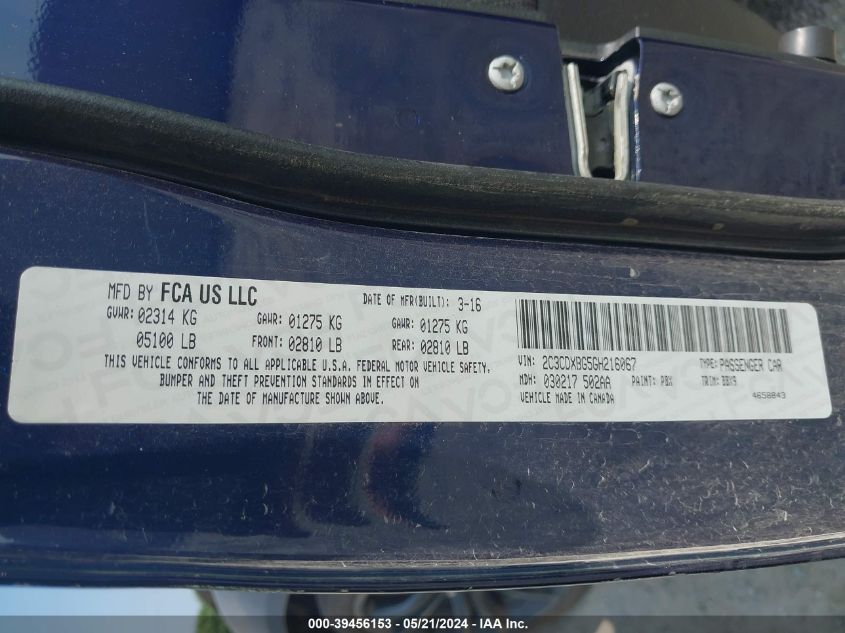 MFD BY FCA US LLC
DATE OF MFR(BUILT): 3-16
GVWR: 02314 KG GAWR: 01275 KG GAWR: 01275 KG
05100 LB FRONT: 02810 LB REAR: 02810 LB
THIS VEHICLE CONFORMS TO ALL APPLICABLE U.S.A. FEDERAL MOTOR VEHICLE SAFETY,
BUMPER AND THEFT PREVENTION STANDARDS IN EFFECT ON
THE DATE OF MANUFACTURE SHOWN ABOVE.
VIN: 2C3CDXBG5GH216067 TYPE: PASSENGER CAR
MDH: 030217 502AA PAINT: PBX TRIM: BBX9
VEHICLE MADE IN CANADA 4658843
000-39456153 - 05/21/2024 - IAA Inc.